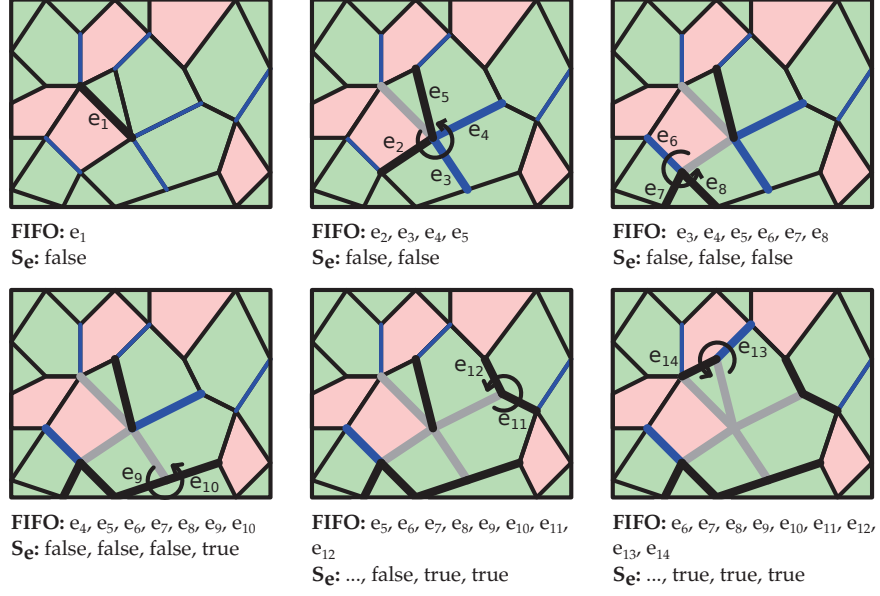 e₁
FIFO: e₁
Sₑ: false
e₅
e₄
e₂
e₃
FIFO: e₂, e₃, e₄, e₅
Sₑ: false, false
e₆
e₇
e₈
FIFO: e₃, e₄, e₅, e₆, e₇, e₈
Sₑ: false, false, false
e₉
e₁₀
FIFO: e₄, e₅, e₆, e₇, e₈, e₉, e₁₀
Sₑ: false, false, false, true
e₁₂
e₁₁
FIFO: e₅, e₆, e₇, e₈, e₉, e₁₀, e₁₁,
e₁₂
Sₑ: ..., false, true, true
e₁₃
e₁₄
FIFO: e₆, e₇, e₈, e₉, e₁₀, e₁₁, e₁₂,
e₁₃, e₁₄
Sₑ: ..., true, true, true